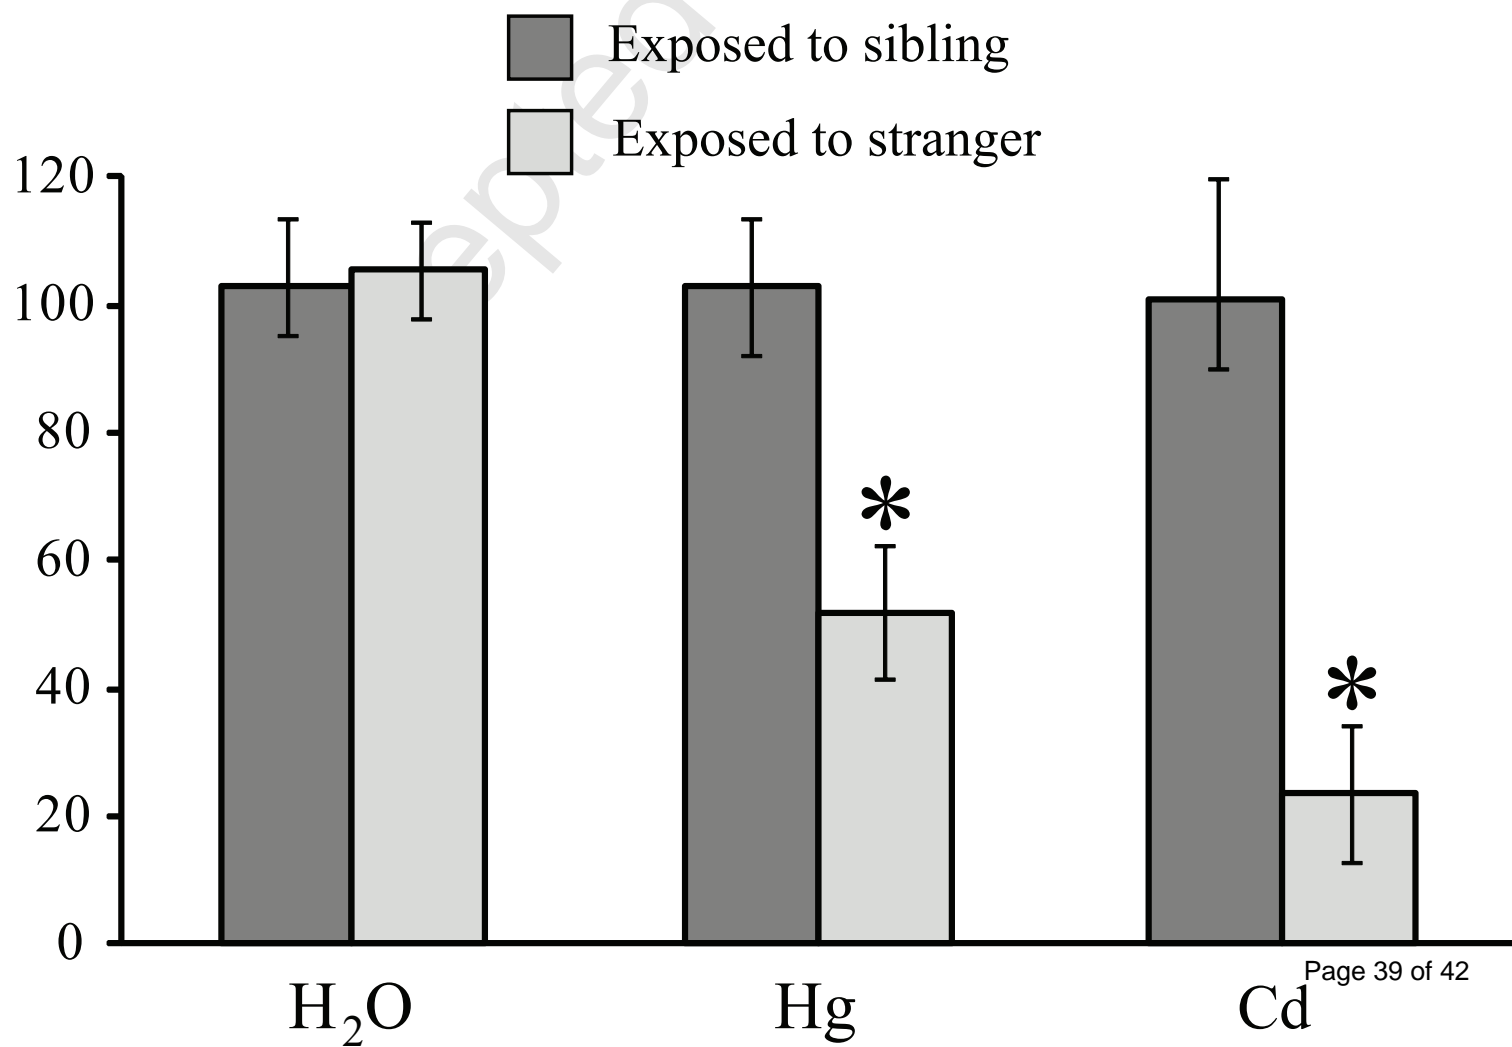 Exposed to sibling
Exposed to stranger
epted
120
100
80
60
40
20
0
*
*
H₂O
Hg
Cd
Page 39 of 42